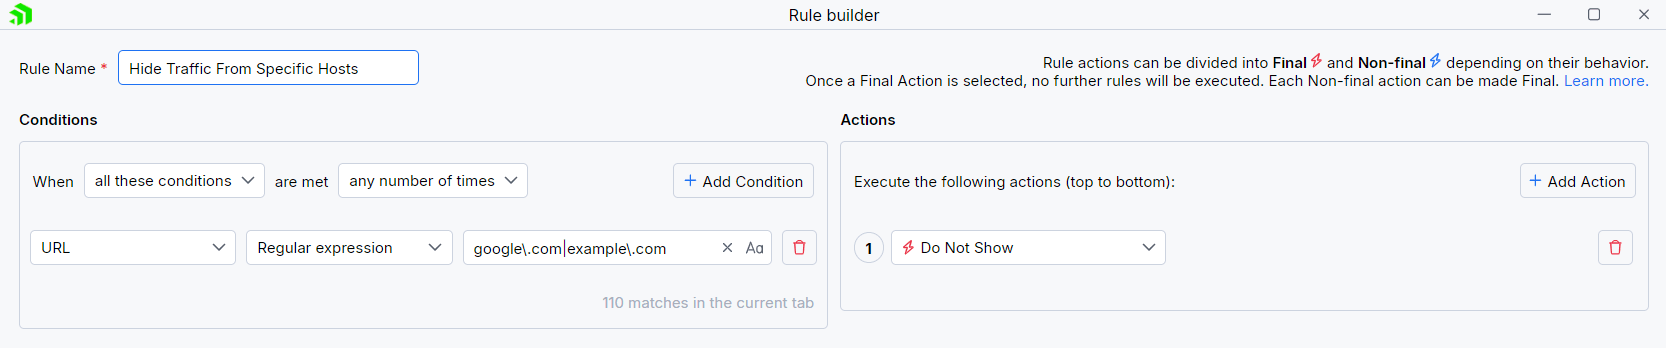 Rule builder
Rule Name *
Hide Traffic From Specific Hosts
Rule actions can be divided into Final and Non-final depending on their behavior.
Once a Final Action is selected, no further rules will be executed. Each Non-final action can be made Final. Learn more.
Conditions
When all these conditions are met any number of times + Add Condition
URL Regular expression google\.com|example\.com Aa
110 matches in the current tab
Actions
Execute the following actions (top to bottom): + Add Action
1 Do Not Show